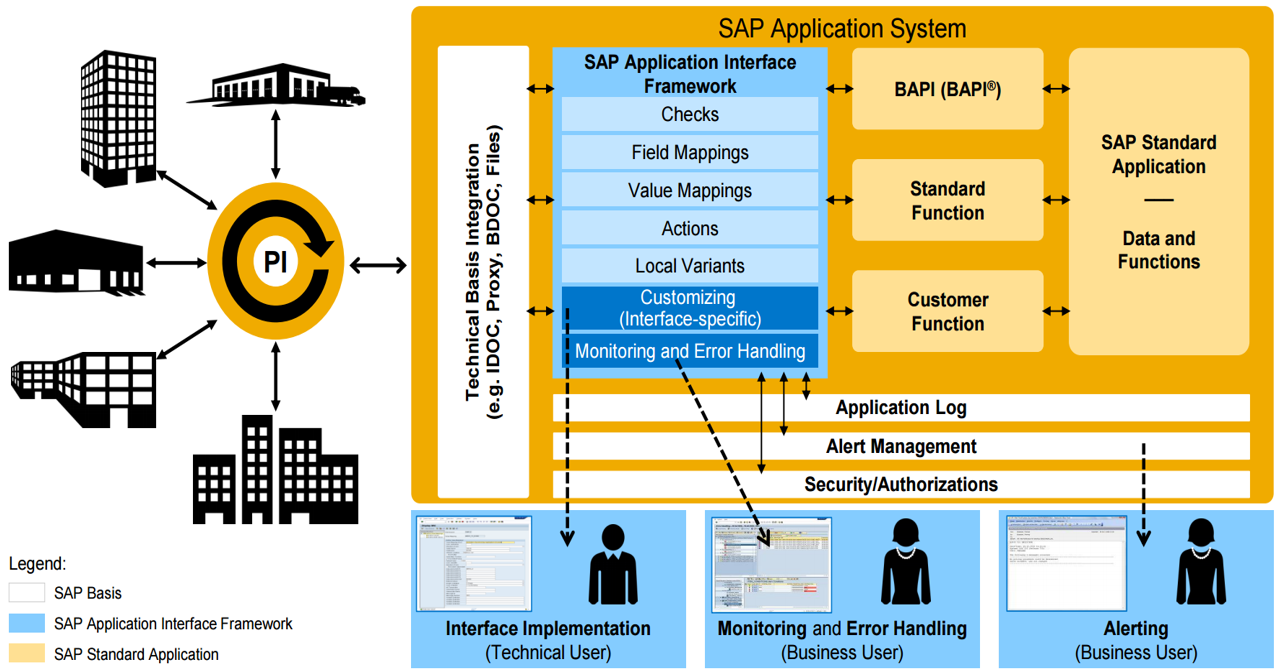 SAP Application System
PI
Technical Basis Integration
(e.g. IDOC, Proxy, BDOC, Files)
SAP Application Interface
Framework
Checks
Field Mappings
Value Mappings
Actions
Local Variants
Customizing
(Interface-specific)
Monitoring and Error Handling
BAPI (BAPI®)
Standard
Function
Customer
Function
SAP Standard
Application
Data and
Functions
Application Log
Alert Management
Security/Authorizations
Interface Implementation
(Technical User)
Monitoring and Error Handling
(Business User)
Alerting
(Business User)
Legend:
SAP Basis
SAP Application Interface Framework
SAP Standard Application